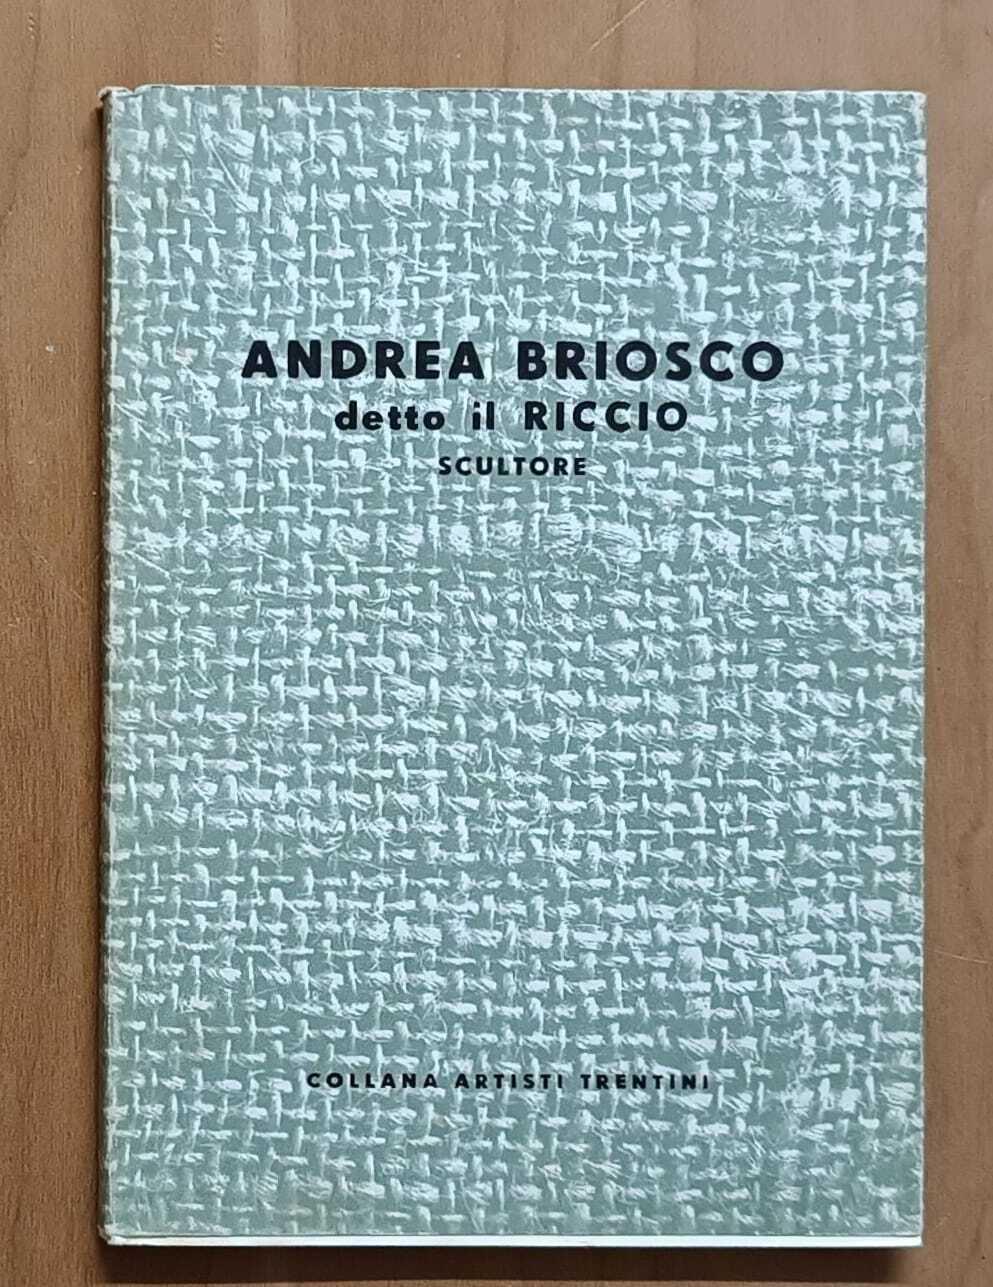 ANDREA BRIOSCO
detto il RICCIO
SCULTORE
COLLANA ARTISTI TRENTINI